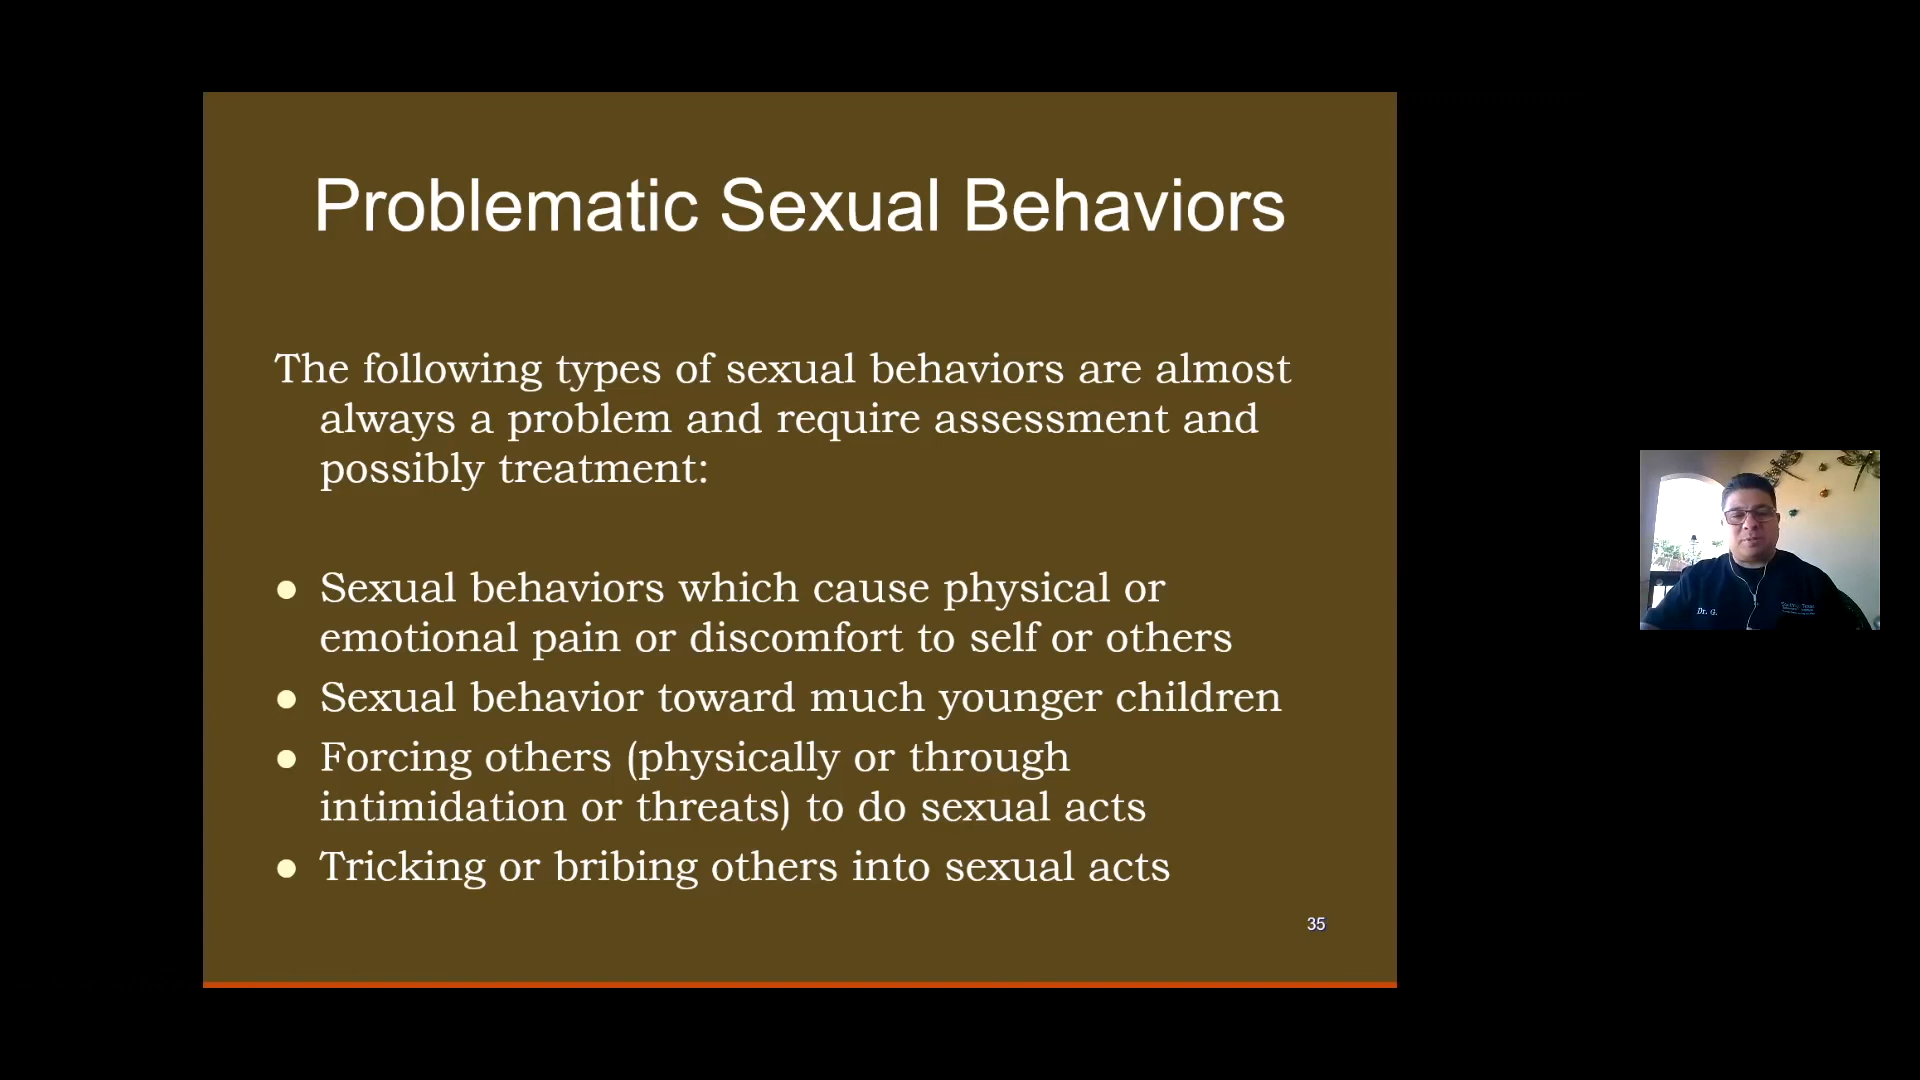 Problematic Sexual Behaviors
The following types of sexual behaviors are almost
always a problem and require assessment and
possibly treatment:
● Sexual behaviors which cause physical or
emotional pain or discomfort to self or others
● Sexual behavior toward much younger children
● Forcing others (physically or through
intimidation or threats) to do sexual acts
● Tricking or bribing others into sexual acts
35
Dr. G.